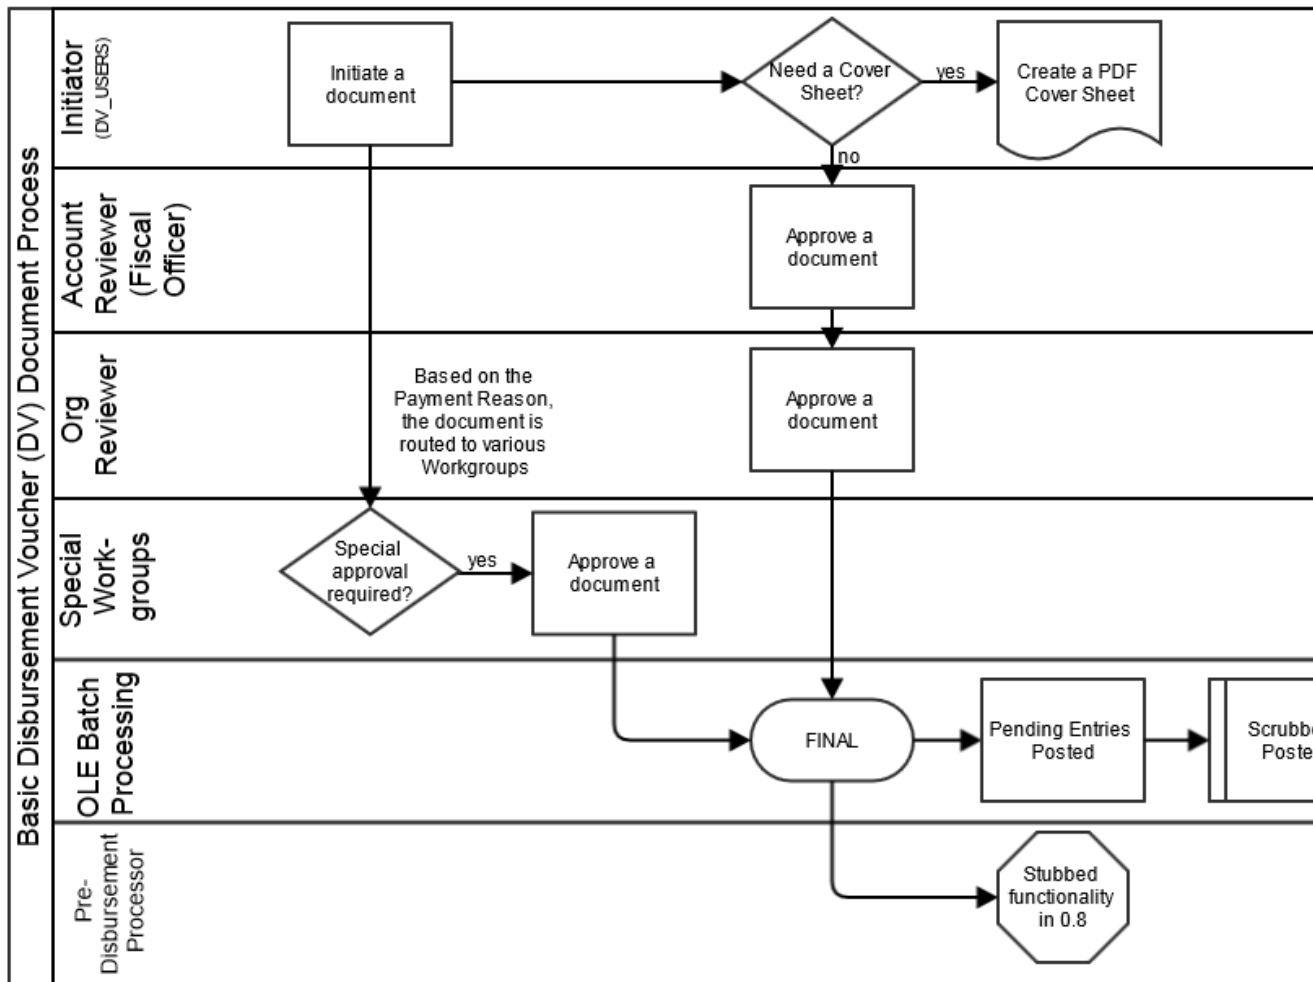 Basic Disbursement Voucher (DV) Document Process
Initiator
(DV_USERS)
Initiate a
document
Need a Cover
Sheet?
yes
Create a PDF
Cover Sheet
no
Account
Reviewer
(Fiscal
Officer)
Approve a
document
Org
Reviewer
Based on the
Payment Reason,
the document is
routed to various
Workgroups
Approve a
document
Special
Work-
groups
Special
approval
required?
yes
Approve a
document
OLE Batch
Processing
FINAL
Pending Entries
Posted
Pre-
Disbursement
Processor
Stubbed
functionality
in 0.8